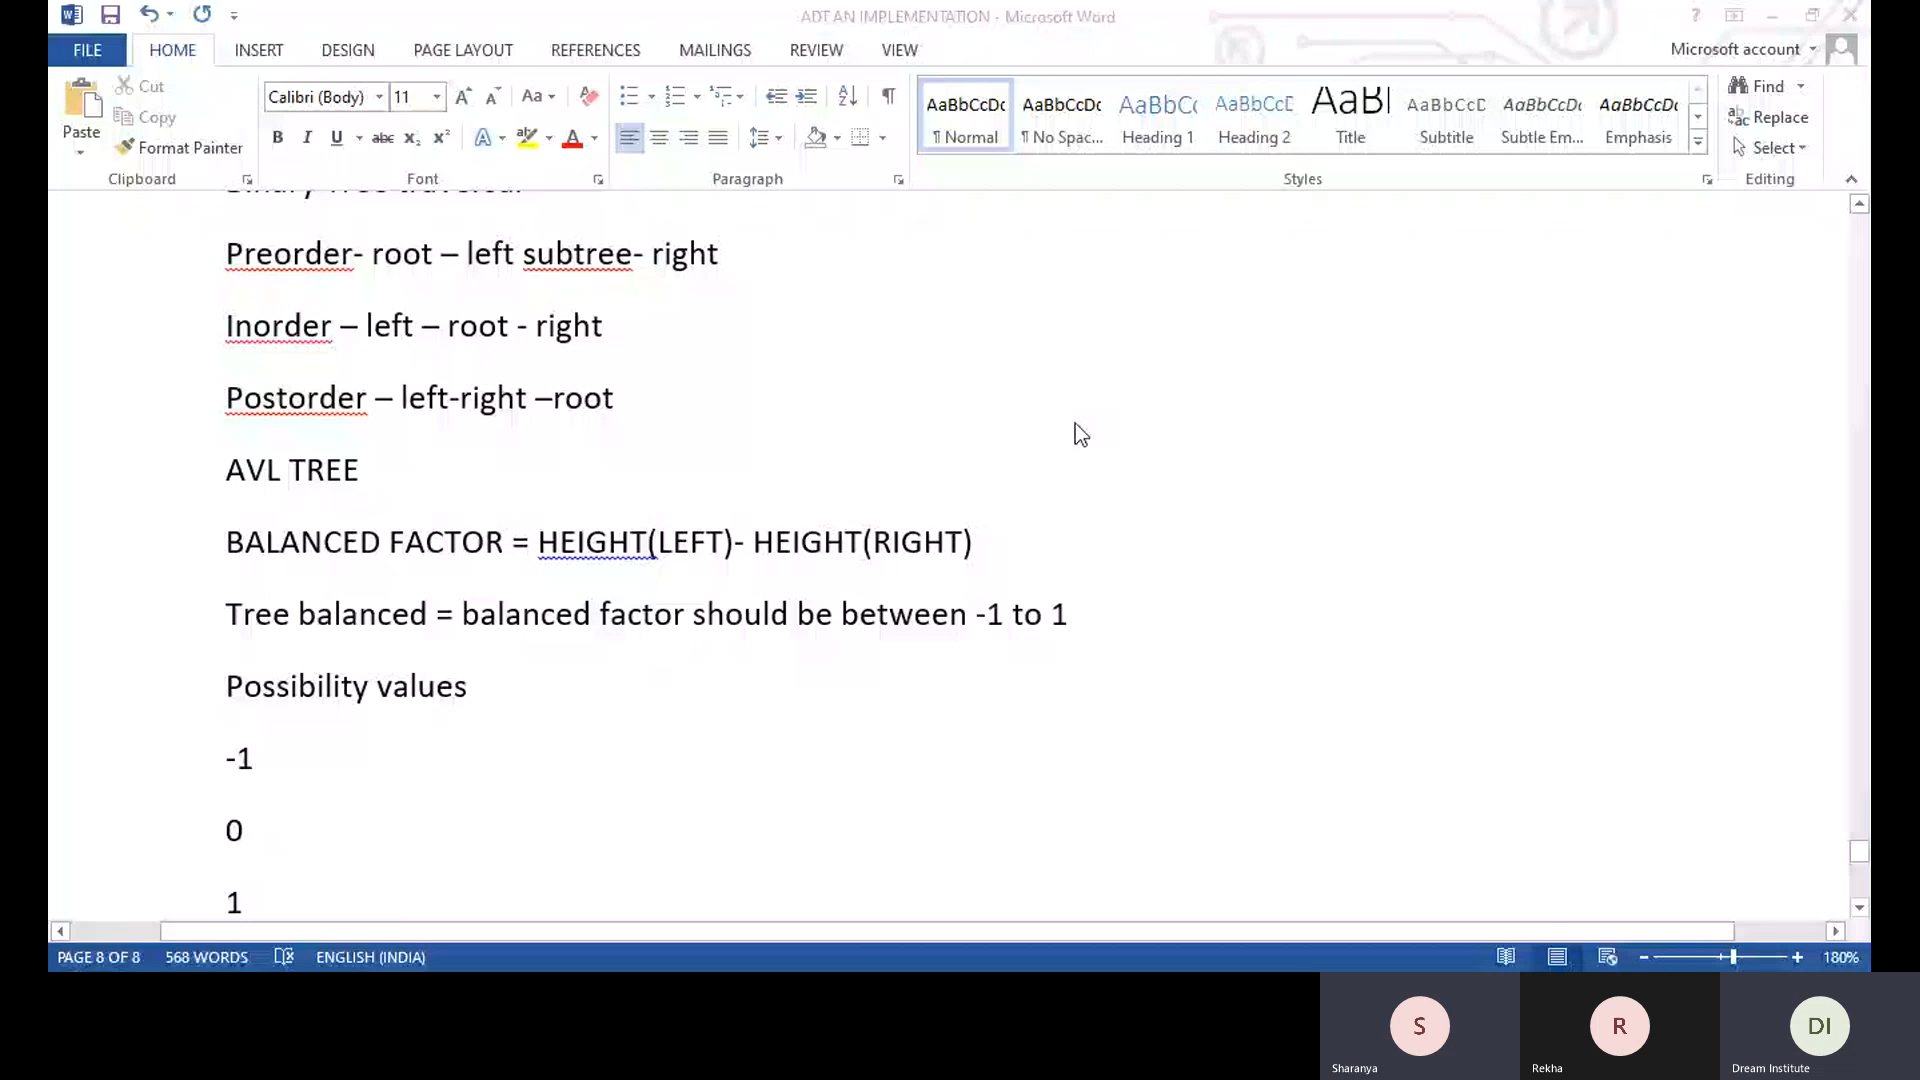 ADT AN IMPLEMENTATION - Microsoft Word
FILE HOME INSERT DESIGN PAGE LAYOUT REFERENCES MAILINGS REVIEW VIEW
Microsoft account
Paste
Cut
Copy
Format Painter
Clipboard
Calibri (Body) 11
Font
Paragraph
AaBbCcDc AaBbCcDc AaBbCc AaBbCcE AaBl AaBbCcE AaBbCcDc AaBbCcDc
¶ Normal ¶ No Spac... Heading 1 Heading 2 Title Subtitle Subtle Em... Emphasis
Styles
Find
Replace
Select
Editing
Preorder- root – left subtree- right
Inorder – left – root - right
Postorder – left-right –root
AVL TREE
BALANCED FACTOR = HEIGHT(LEFT)- HEIGHT(RIGHT)
Tree balanced = balanced factor should be between -1 to 1
Possibility values
-1
0
1
PAGE 8 OF 8 568 WORDS ENGLISH (INDIA) 180%
S R DI
Sharanya Rekha Dream Institute